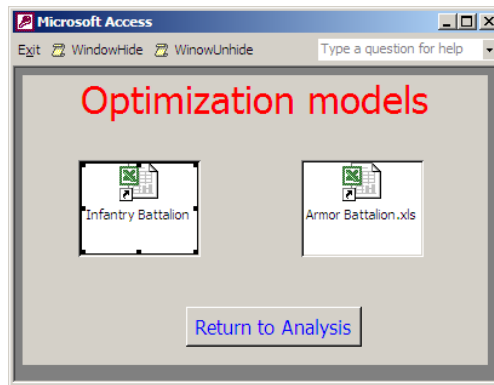 Microsoft Access
Exit WindowHide WinowUnhide Type a question for help
Optimization models
Infantry Battalion Armor Battalion.xls
Return to Analysis